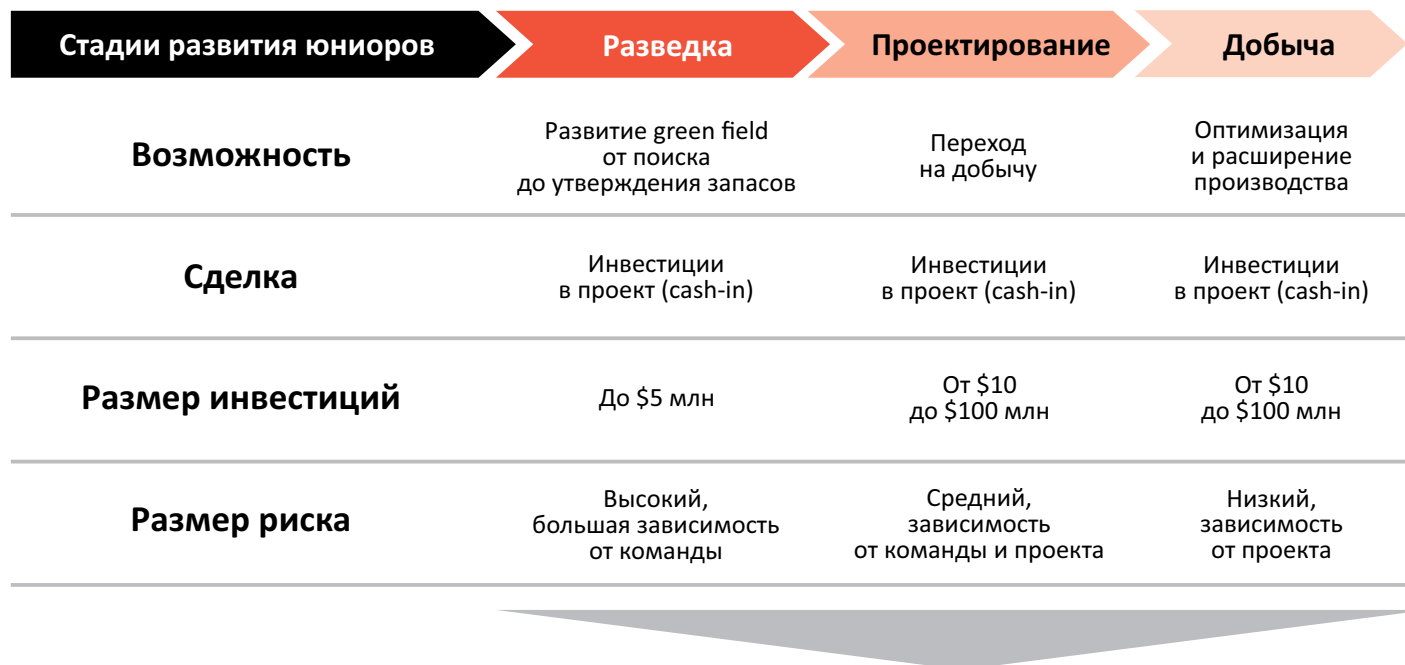 Стадии развития юниоров
Разведка
Проектирование
Добыча
Возможность
Развитие green field
от поиска
до утверждения запасов
Переход
на добычу
Оптимизация
и расширение
производства
Сделка
Инвестиции
в проект (cash-in)
Инвестиции
в проект (cash-in)
Инвестиции
в проект (cash-in)
Размер инвестиций
До $5 млн
От $10
до $100 млн
От $10
до $100 млн
Размер риска
Высокий,
большая зависимость
от команды
Средний,
зависимость
от команды и проекта
Низкий,
зависимость
от проекта